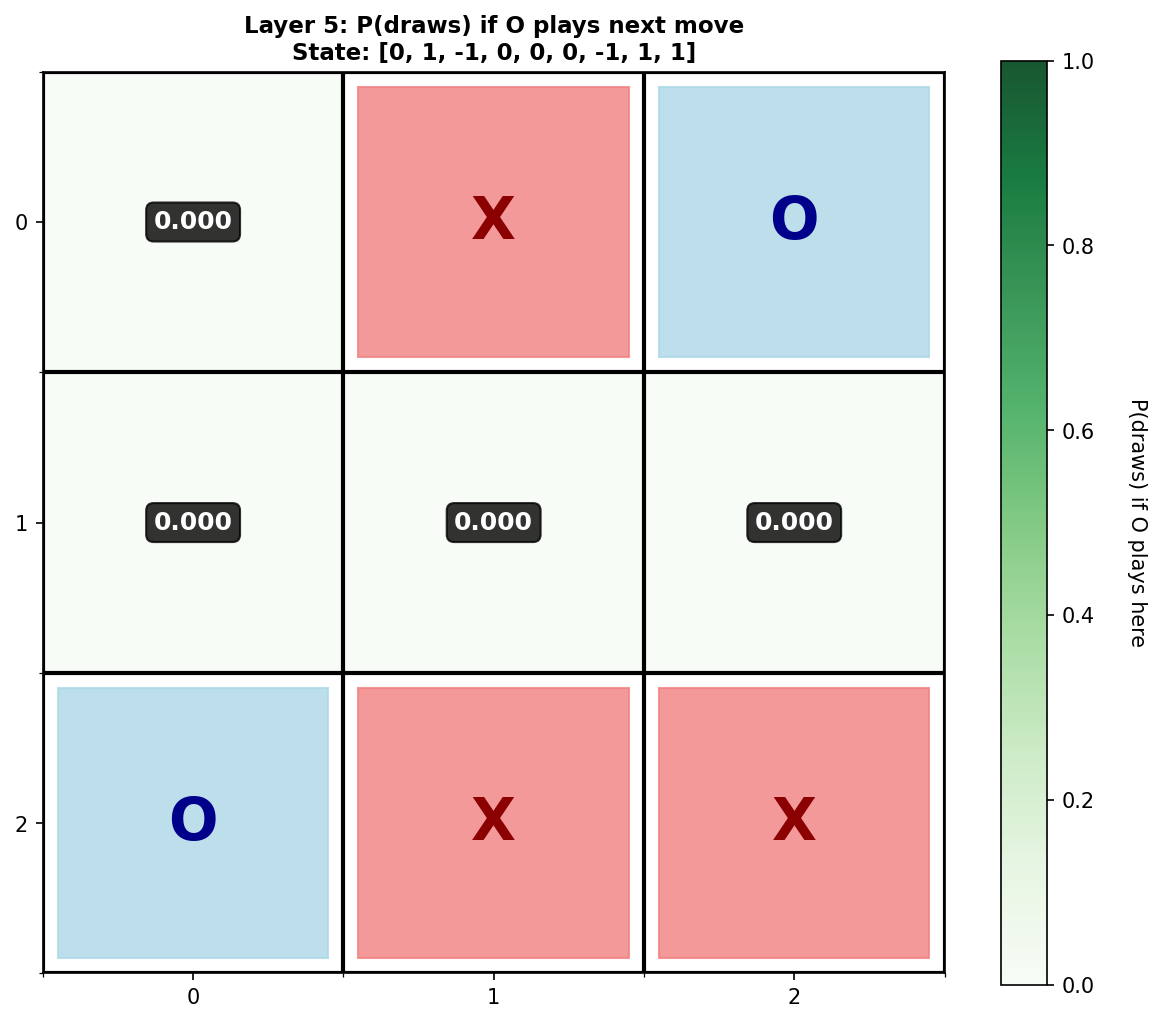 Layer 5: P(draws) if O plays next move
State: [0, 1, -1, 0, 0, 0, -1, 1, 1]
0
0.000
X
O
1
0.000
0.000
0.000
2
O
X
X
0
1
2
1.0
0.8
0.6
0.4
0.2
0.0
P(draws) if O plays here